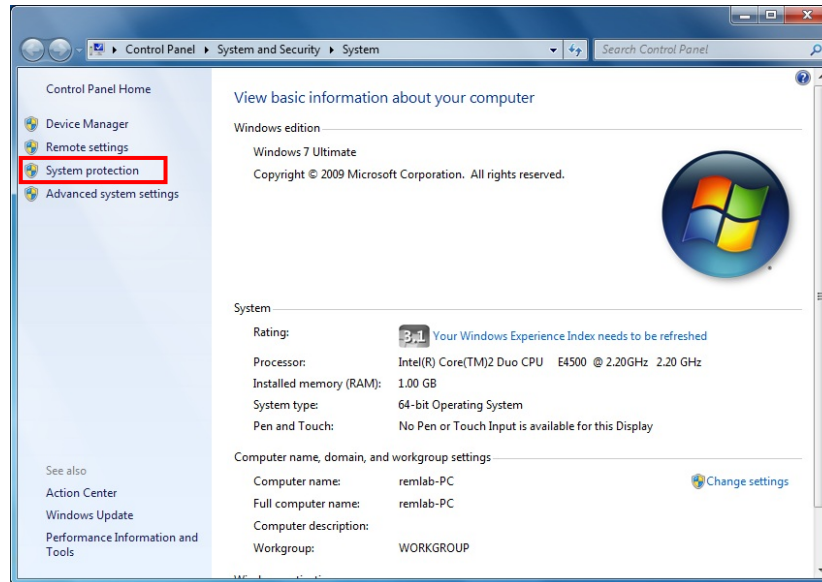 Control Panel ▸ System and Security ▸ System
Search Control Panel
Control Panel Home
Device Manager
Remote settings
System protection
Advanced system settings
See also
Action Center
Windows Update
Performance Information and
Tools
View basic information about your computer
Windows edition
Windows 7 Ultimate
Copyright © 2009 Microsoft Corporation. All rights reserved.
System
Rating: 3,1 Your Windows Experience Index needs to be refreshed
Processor: Intel(R) Core(TM)2 Duo CPU E4500 @ 2.20GHz 2.20 GHz
Installed memory (RAM): 1.00 GB
System type: 64-bit Operating System
Pen and Touch: No Pen or Touch Input is available for this Display
Computer name, domain, and workgroup settings
Computer name: remlab-PC Change settings
Full computer name: remlab-PC
Computer description:
Workgroup: WORKGROUP